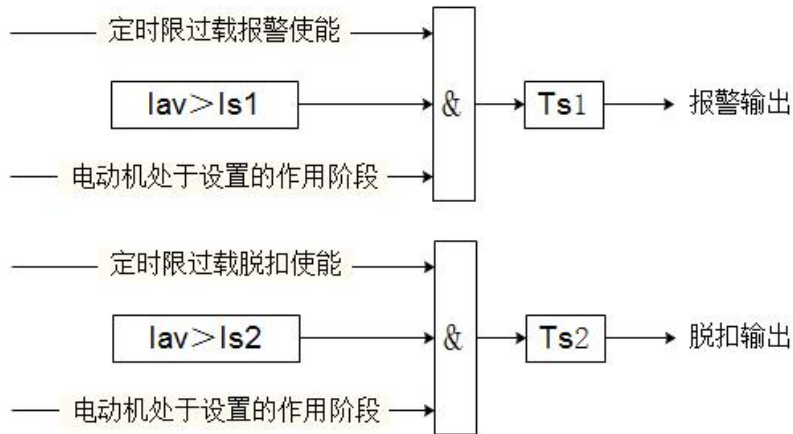 定时限过载报警使能
Iav＞Is1
&
Ts1
报警输出
电动机处于设置的作用阶段
定时限过载脱扣使能
Iav＞Is2
&
Ts2
脱扣输出
电动机处于设置的作用阶段